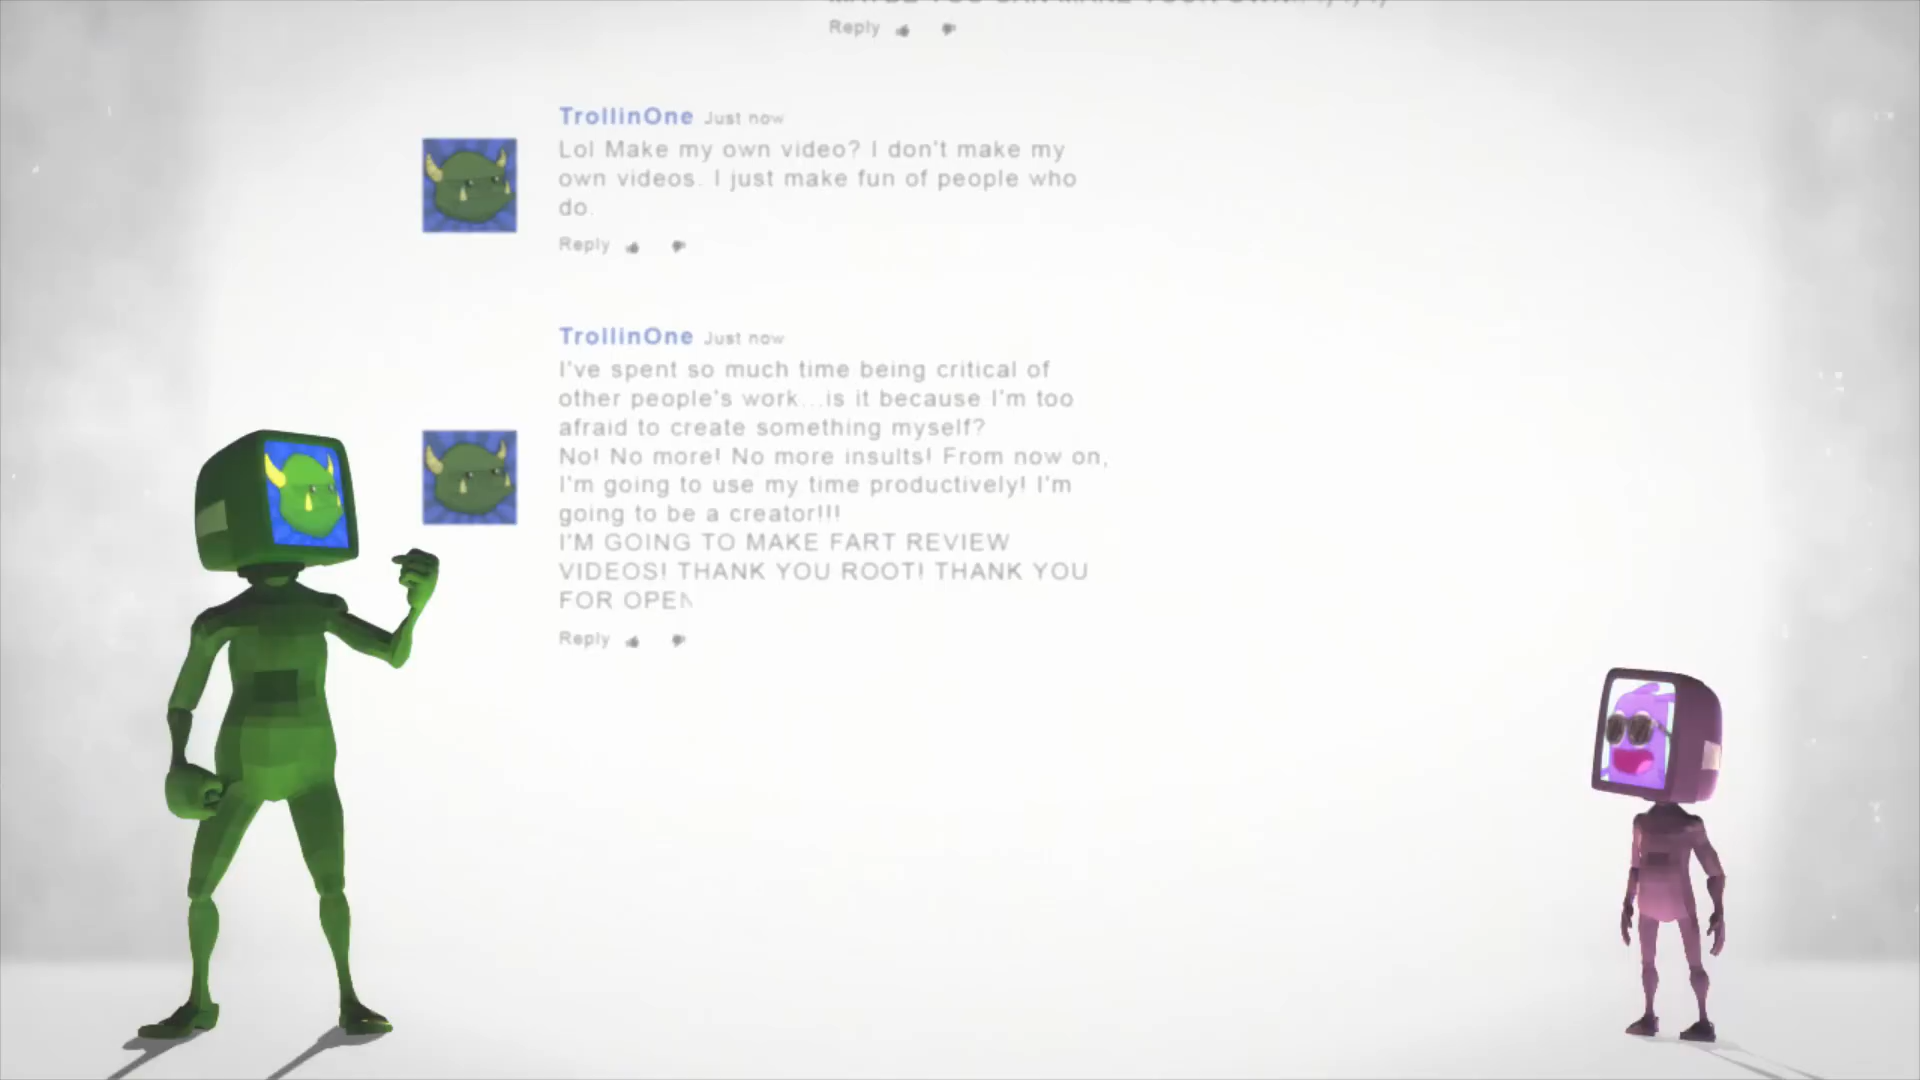 Reply
TrollinOne Just now
Lol Make my own video? I don't make my
own videos. I just make fun of people who
do.
Reply
TrollinOne Just now
I've spent so much time being critical of
other people's work...is it because I'm too
afraid to create something myself?
No! No more! No more insults! From now on,
I'm going to use my time productively! I'm
going to be a creator!!!
I'M GOING TO MAKE FART REVIEW
VIDEOS! THANK YOU ROOT! THANK YOU
FOR OPEN
Reply